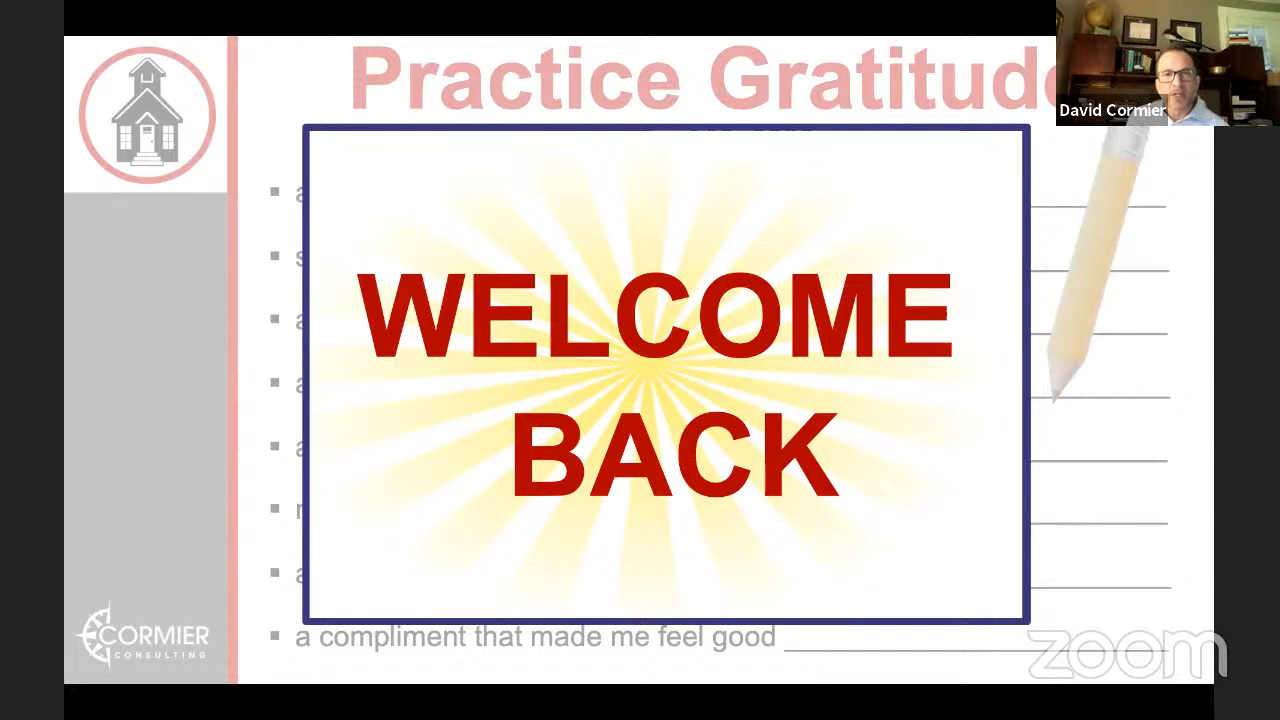 Practice Gratitude
David Cormier
WELCOME
BACK
a compliment that made me feel good
CORMIER
CONSULTING
zoom